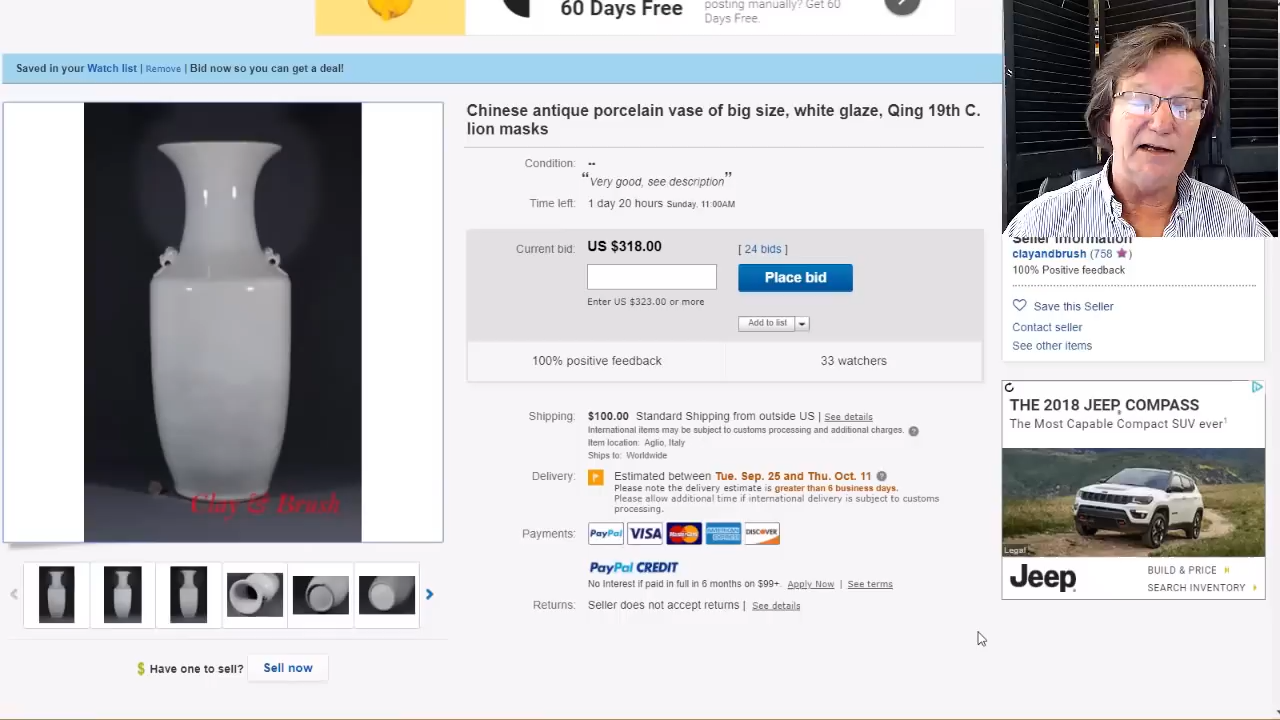 60 Days Free
posting manually? Get 60
Days Free.
Saved in your Watch list | Remove | Bid now so you can get a deal!
Chinese antique porcelain vase of big size, white glaze, Qing 19th C.
lion masks
Condition: --
“Very good, see description”
Time left: 1 day 20 hours Sunday, 11:00AM
Current bid: US $318.00 [ 24 bids ]
Place bid
Enter US $323.00 or more
Add to list
100% positive feedback 33 watchers
Shipping: $100.00 Standard Shipping from outside US | See details
International items may be subject to customs processing and additional charges. ?
Item location: Aglio, Italy
Ships to: Worldwide
Delivery: Estimated between Tue. Sep. 25 and Thu. Oct. 11 ?
Please note the delivery estimate is greater than 6 business days.
Please allow additional time if international delivery is subject to customs
processing.
Payments: PayPal VISA MasterCard AMERICAN EXPRESS DISCOVER
PayPal CREDIT
No Interest if paid in full in 6 months on $99+. Apply Now | See terms
Returns: Seller does not accept returns | See details
Clay & Brush
$ Have one to sell? Sell now
Seller information
clayandbrush (758 )
100% Positive feedback
Save this Seller
Contact seller
See other items
THE 2018 JEEP® COMPASS
The Most Capable Compact SUV ever1
Legal
Jeep
BUILD & PRICE
SEARCH INVENTORY